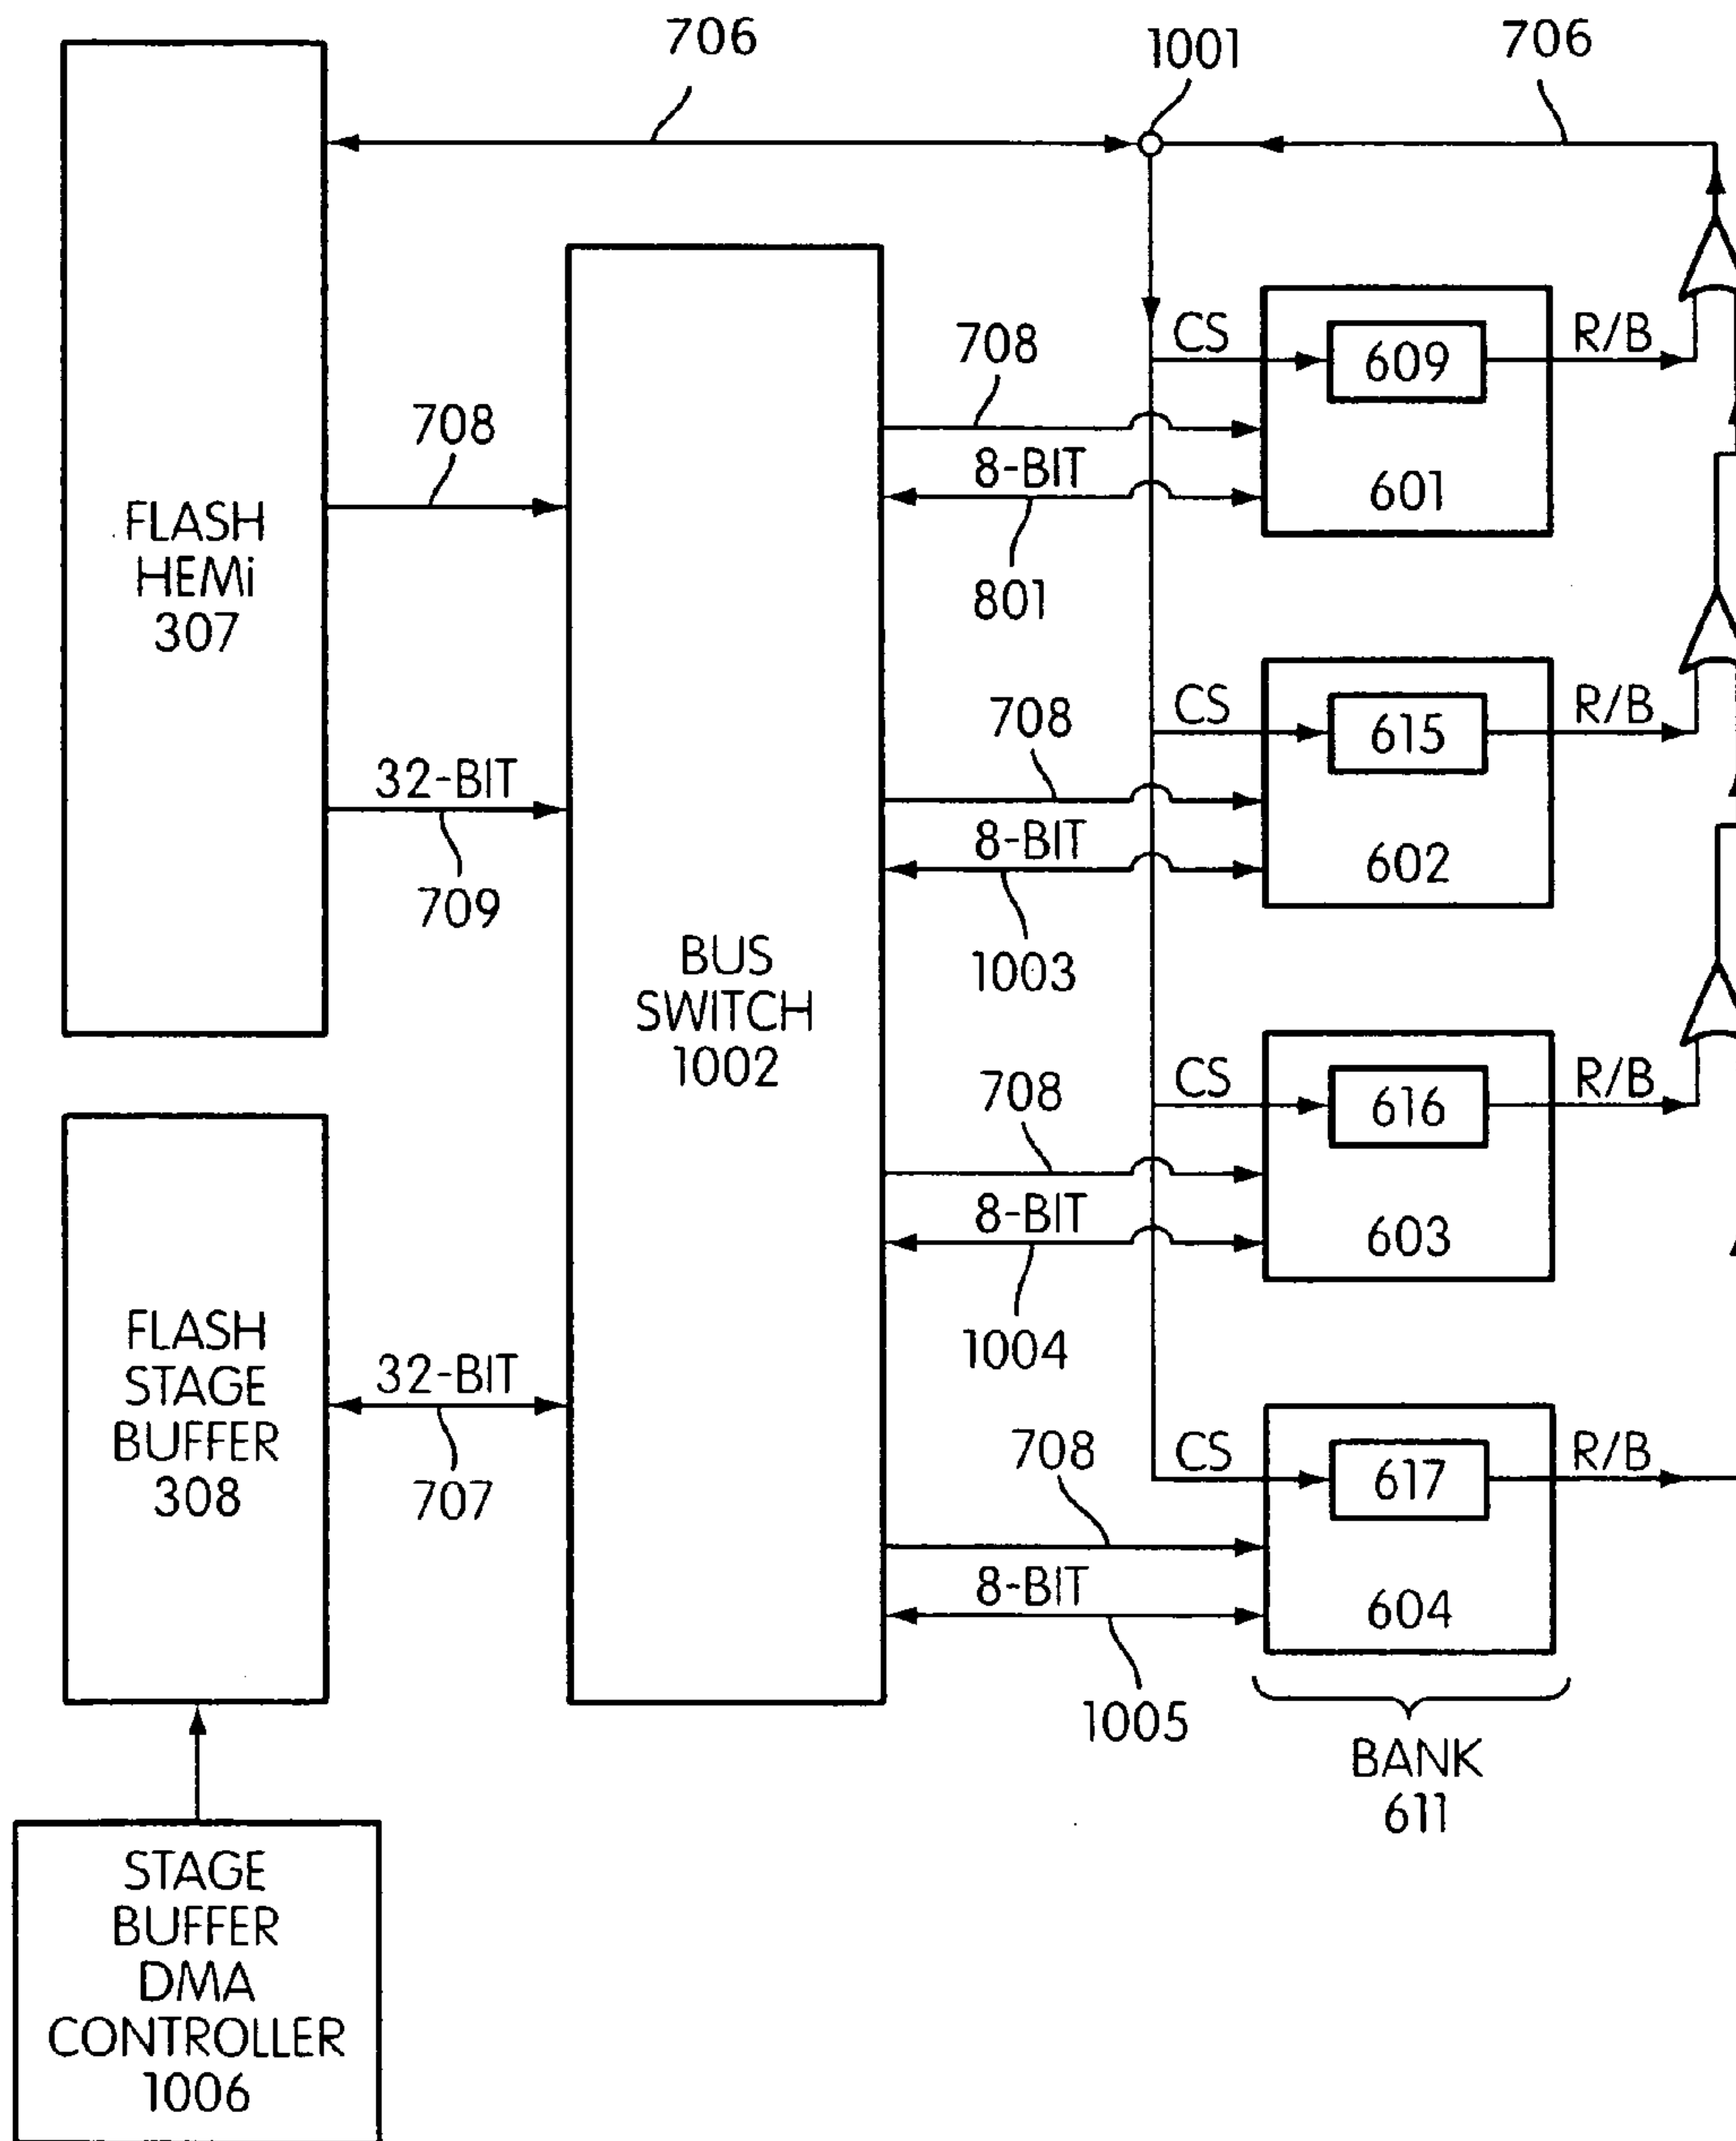 706
1001
706
CS
609
R/B
708
708
8-BIT
601
801
FLASH
HEMi
307
CS
615
R/B
708
32-BIT
8-BIT
602
709
1003
BUS
SWITCH
1002
CS
616
R/B
708
8-BIT
603
1004
FLASH
STAGE
BUFFER
308
32-BIT
707
CS
617
R/B
708
8-BIT
604
1005
BANK
611
STAGE
BUFFER
DMA
CONTROLLER
1006